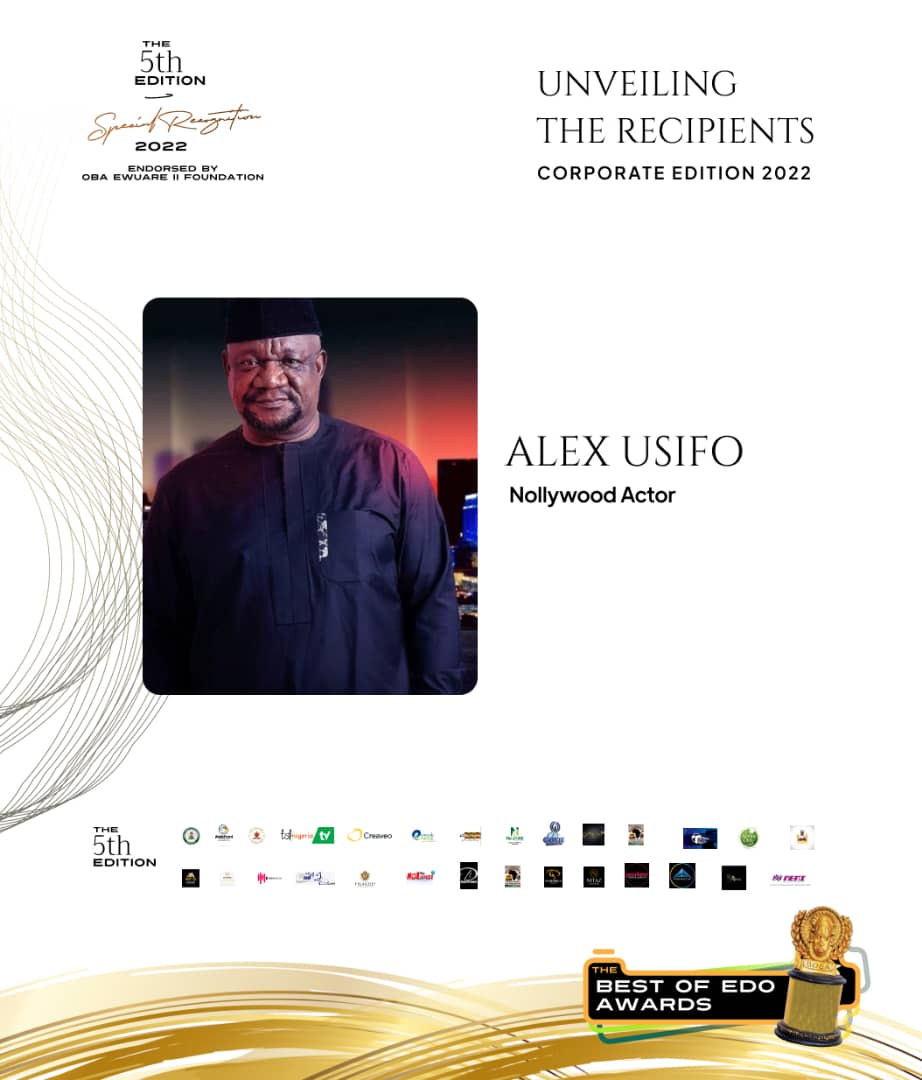 THE
5th
EDITION
Special Recognition
2022
ENDORSED BY
OBA EWUARE II FOUNDATION
UNVEILING
THE RECIPIENTS
CORPORATE EDITION 2022
ALEX USIFO
Nollywood Actor
THE
5th
EDITION
tv
Creaveo
THE
BEST OF EDO
AWARDS